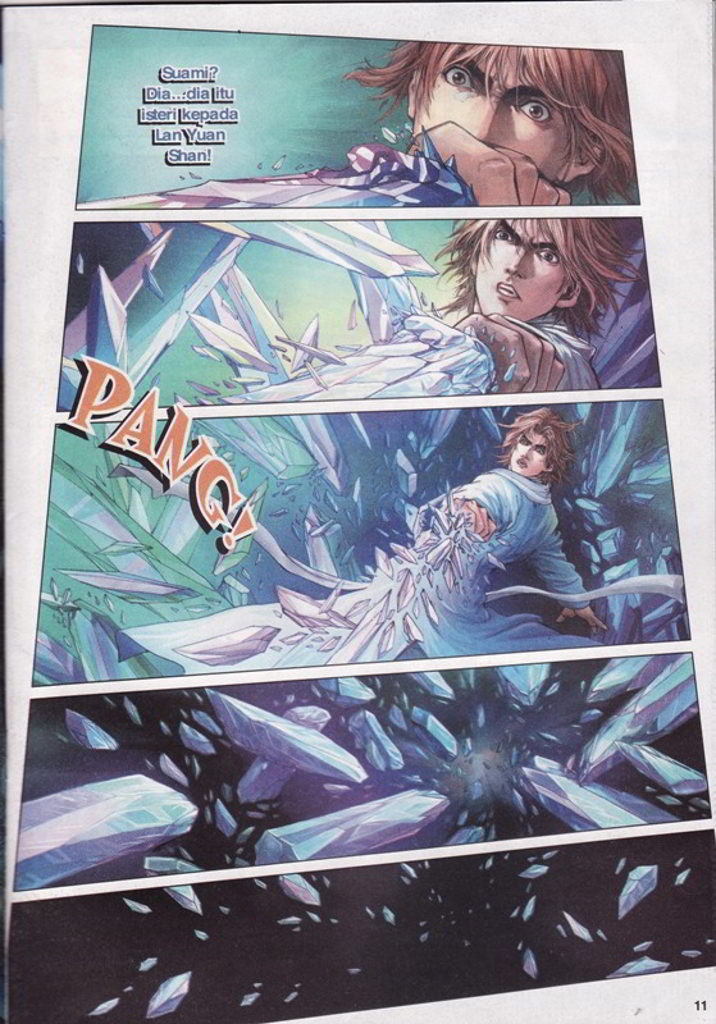 Suami?
Dia...dia itu
isteri kepada
Lan Yuan
Shan!
PANG!
11